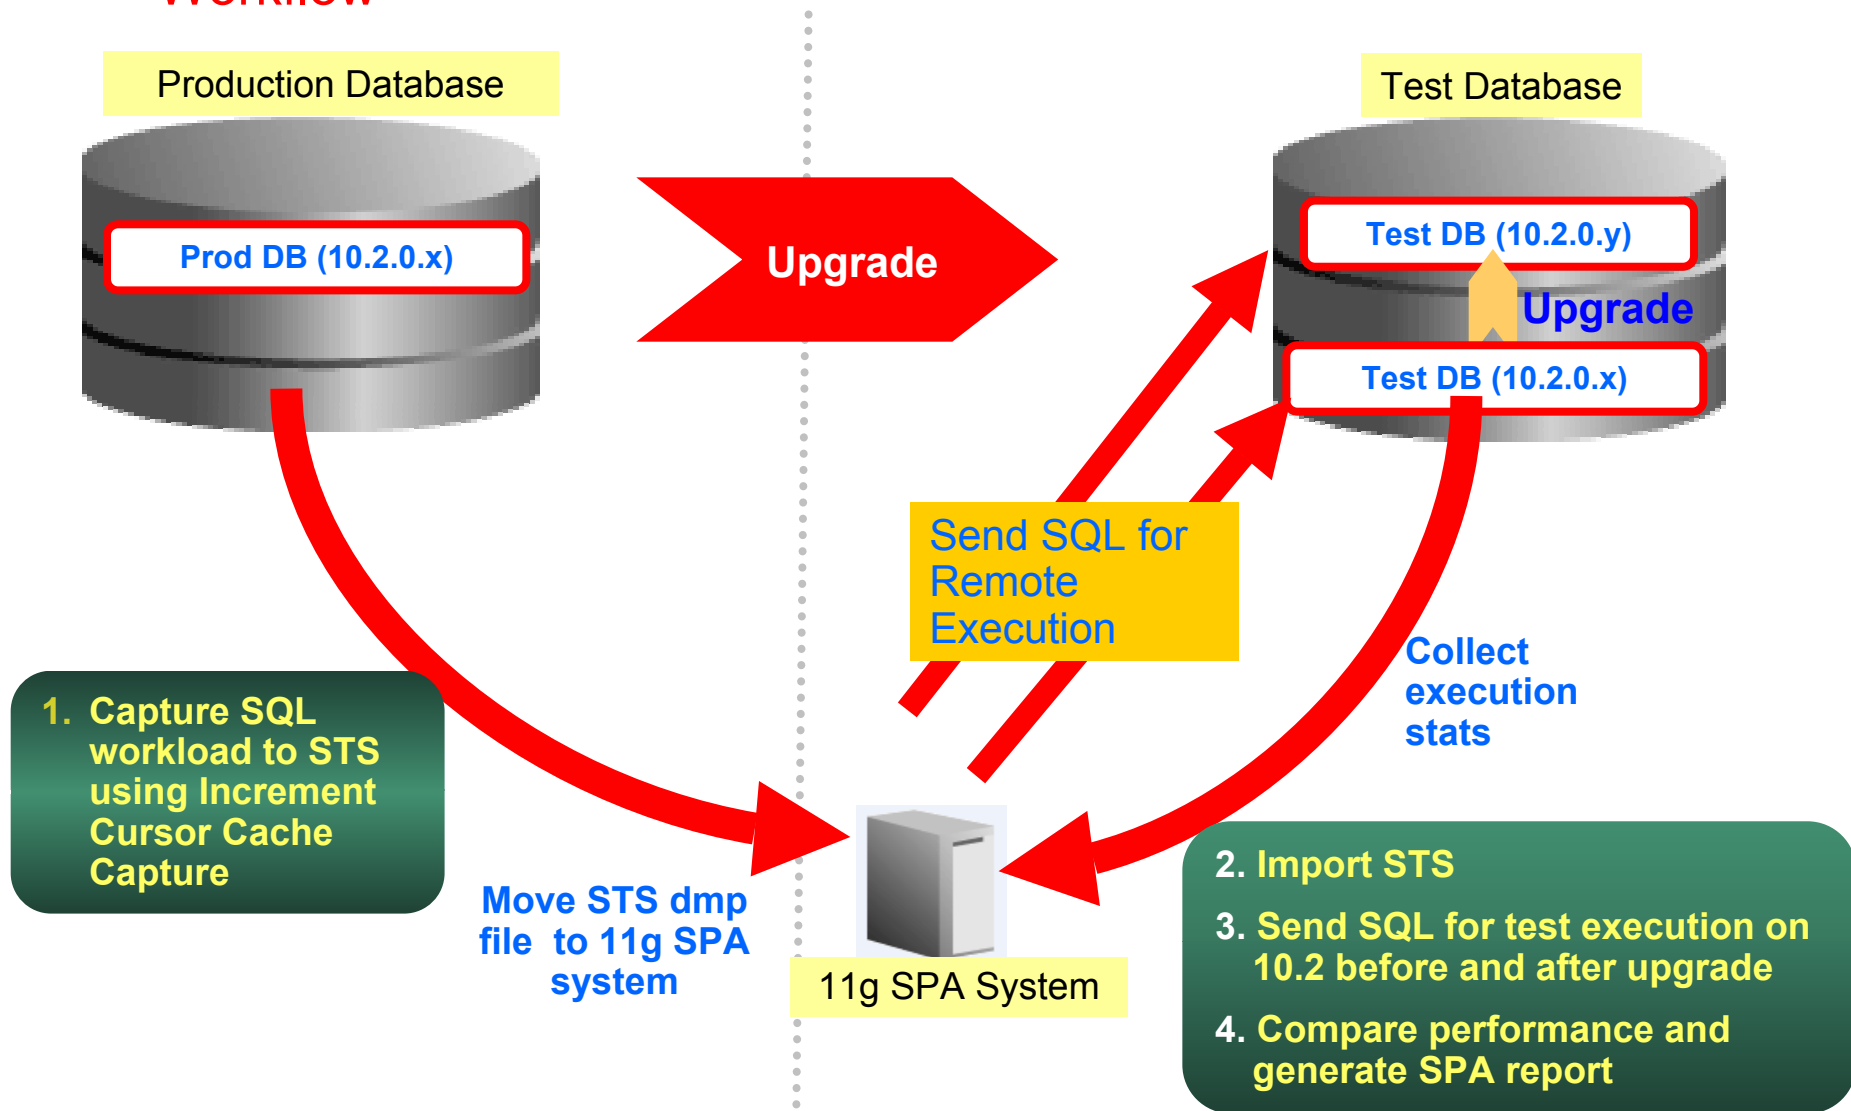 Workflow
Production Database
Test Database
Prod DB (10.2.0.x)
Upgrade
Test DB (10.2.0.y)
Upgrade
Test DB (10.2.0.x)
Send SQL for
Remote
Execution
Collect
execution
stats
1. Capture SQL
workload to STS
using Increment
Cursor Cache
Capture
Move STS dmp
file to 11g SPA
system
11g SPA System
2. Import STS
3. Send SQL for test execution on
10.2 before and after upgrade
4. Compare performance and
generate SPA report